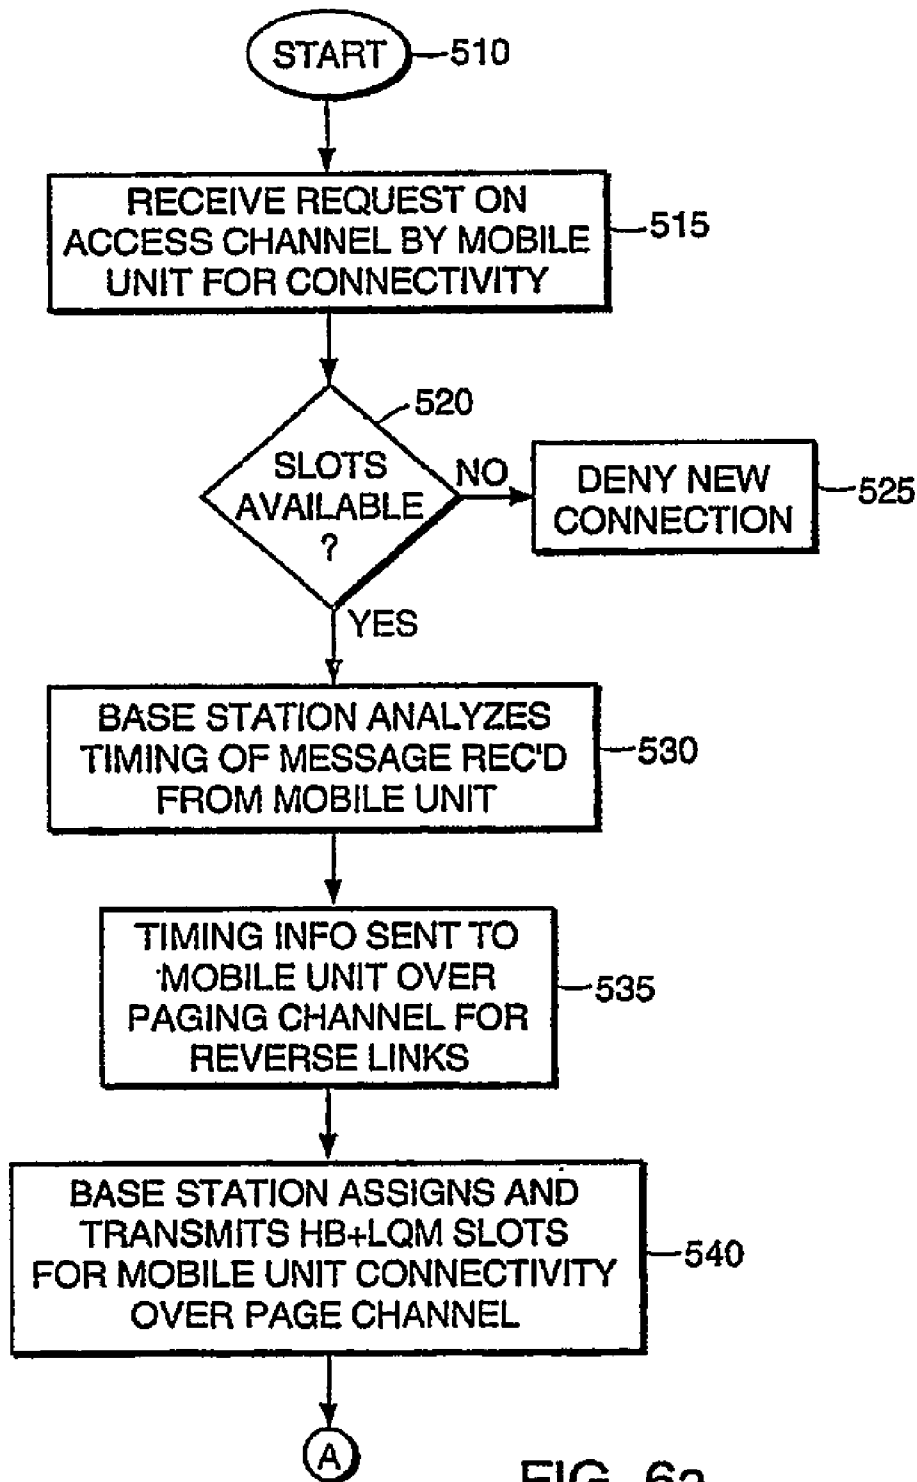 START
510
RECEIVE REQUEST ON
ACCESS CHANNEL BY MOBILE
UNIT FOR CONNECTIVITY
515
520
SLOTS
AVAILABLE
?
NO
DENY NEW
CONNECTION
525
YES
BASE STATION ANALYZES
TIMING OF MESSAGE REC'D
FROM MOBILE UNIT
530
TIMING INFO SENT TO
MOBILE UNIT OVER
PAGING CHANNEL FOR
REVERSE LINKS
535
BASE STATION ASSIGNS AND
TRANSMITS HB+LQM SLOTS
FOR MOBILE UNIT CONNECTIVITY
OVER PAGE CHANNEL
540
A
FIG. 6a